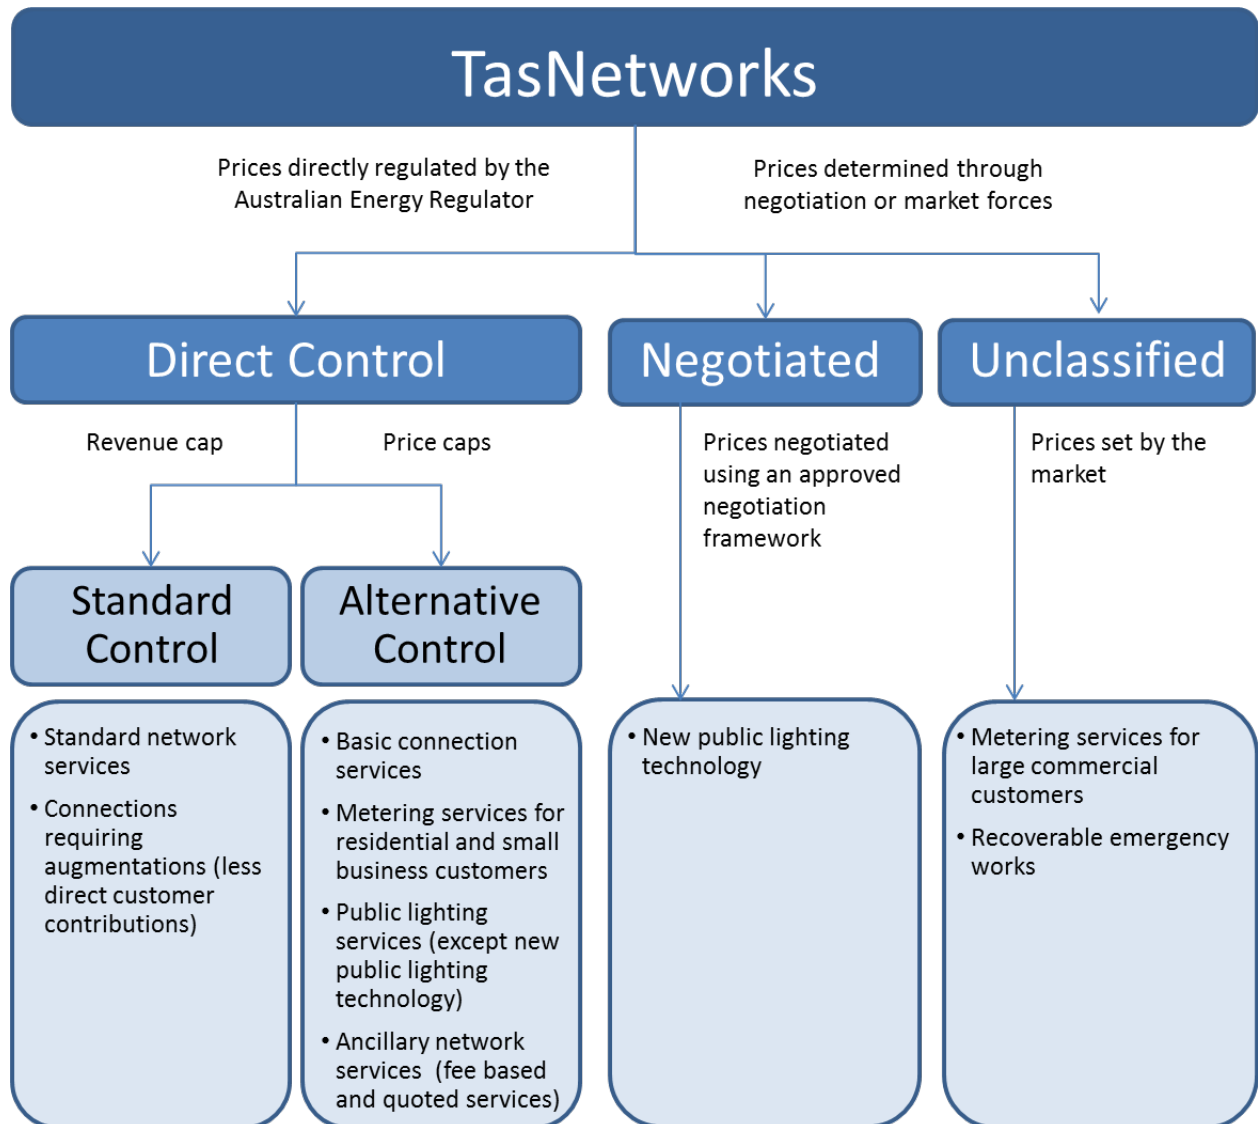 TasNetworks
Prices directly regulated by the
Australian Energy Regulator
Prices determined through
negotiation or market forces
Direct Control
Negotiated
Unclassified
Revenue cap
Price caps
Prices negotiated
using an approved
negotiation
framework
Prices set by the
market
Standard
Control
Alternative
Control
• Standard network
services
• Connections
requiring
augmentations (less
direct customer
contributions)
• Basic connection
services
• Metering services for
residential and small
business customers
• Public lighting
services (except new
public lighting
technology)
• Ancillary network
services (fee based
and quoted services)
• New public lighting
technology
• Metering services for
large commercial
customers
• Recoverable emergency
works